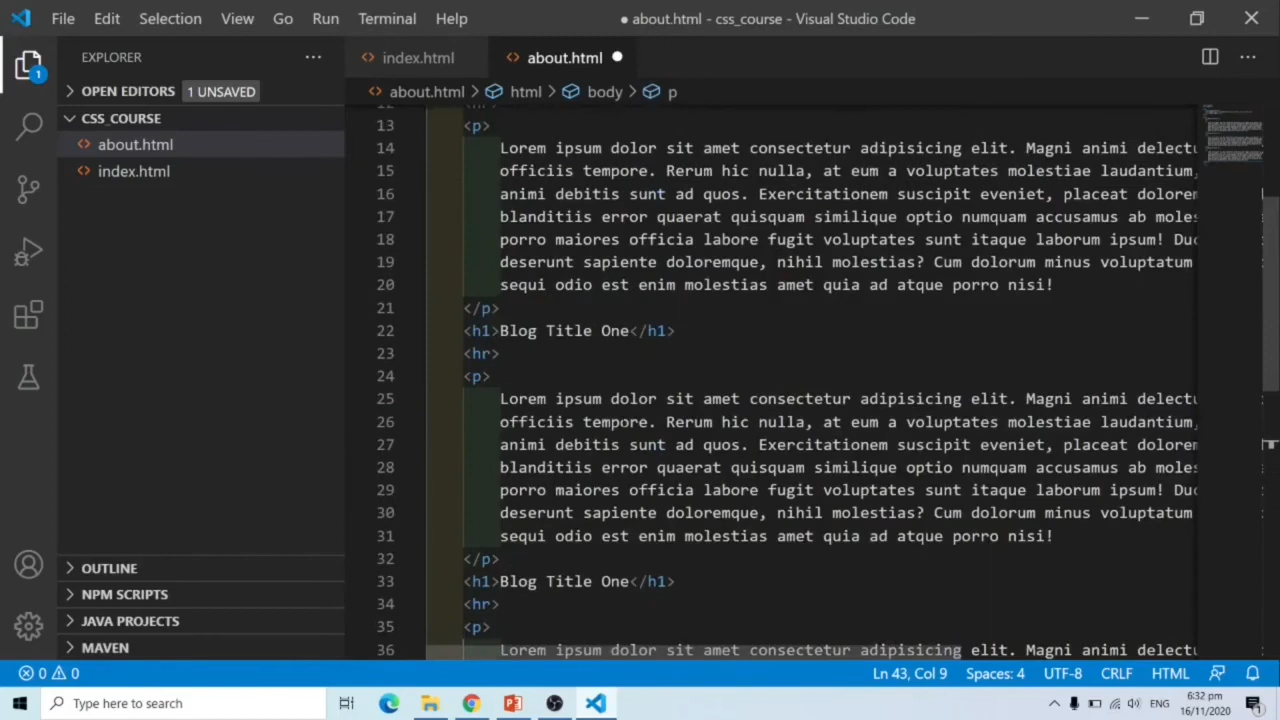 File Edit Selection View Go Run Terminal Help
● about.html - css_course - Visual Studio Code
EXPLORER
1
OPEN EDITORS 1 UNSAVED
CSS_COURSE
about.html
index.html
OUTLINE
NPM SCRIPTS
JAVA PROJECTS
MAVEN
index.html about.html
about.html > html > body > p
13 <p>
14 Lorem ipsum dolor sit amet consectetur adipisicing elit. Magni animi delectu
15 officiis tempore. Rerum hic nulla, at eum a voluptates molestiae laudantium,
16 animi debitis sunt ad quos. Exercitationem suscipit eveniet, placeat dolorem
17 blanditiis error quaerat quisquam similique optio numquam accusamus ab moles
18 porro maiores officia labore fugit voluptates sunt itaque laborum ipsum! Duc
19 deserunt sapiente doloremque, nihil molestias? Cum dolorum minus voluptatum
20 sequi odio est enim molestias amet quia ad atque porro nisi!
21 </p>
22 <h1>Blog Title One</h1>
23 <hr>
24 <p>
25 Lorem ipsum dolor sit amet consectetur adipisicing elit. Magni animi delectu
26 officiis tempore. Rerum hic nulla, at eum a voluptates molestiae laudantium,
27 animi debitis sunt ad quos. Exercitationem suscipit eveniet, placeat dolorem
28 blanditiis error quaerat quisquam similique optio numquam accusamus ab moles
29 porro maiores officia labore fugit voluptates sunt itaque laborum ipsum! Duc
30 deserunt sapiente doloremque, nihil molestias? Cum dolorum minus voluptatum
31 sequi odio est enim molestias amet quia ad atque porro nisi!
32 </p>
33 <h1>Blog Title One</h1>
34 <hr>
35 <p>
36 Lorem ipsum dolor sit amet consectetur adipisicing elit. Magni animi delectu
0 0 Ln 43, Col 9 Spaces: 4 UTF-8 CRLF HTML
Type here to search
ENG
6:32 pm
16/11/2020
1